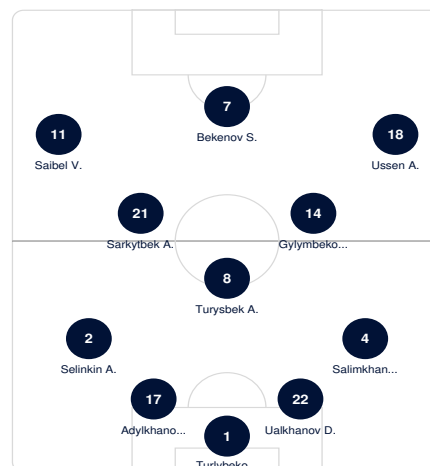 7
Bekenov S.
11
Saibel V.
18
Ussen A.
21
Sarkytbek A.
14
Gylymbeko...
8
Turysbek A.
2
Selinkin A.
4
Salimkhan...
17
Adylkhano...
22
Ualkhanov D.
1
Turlybeko...